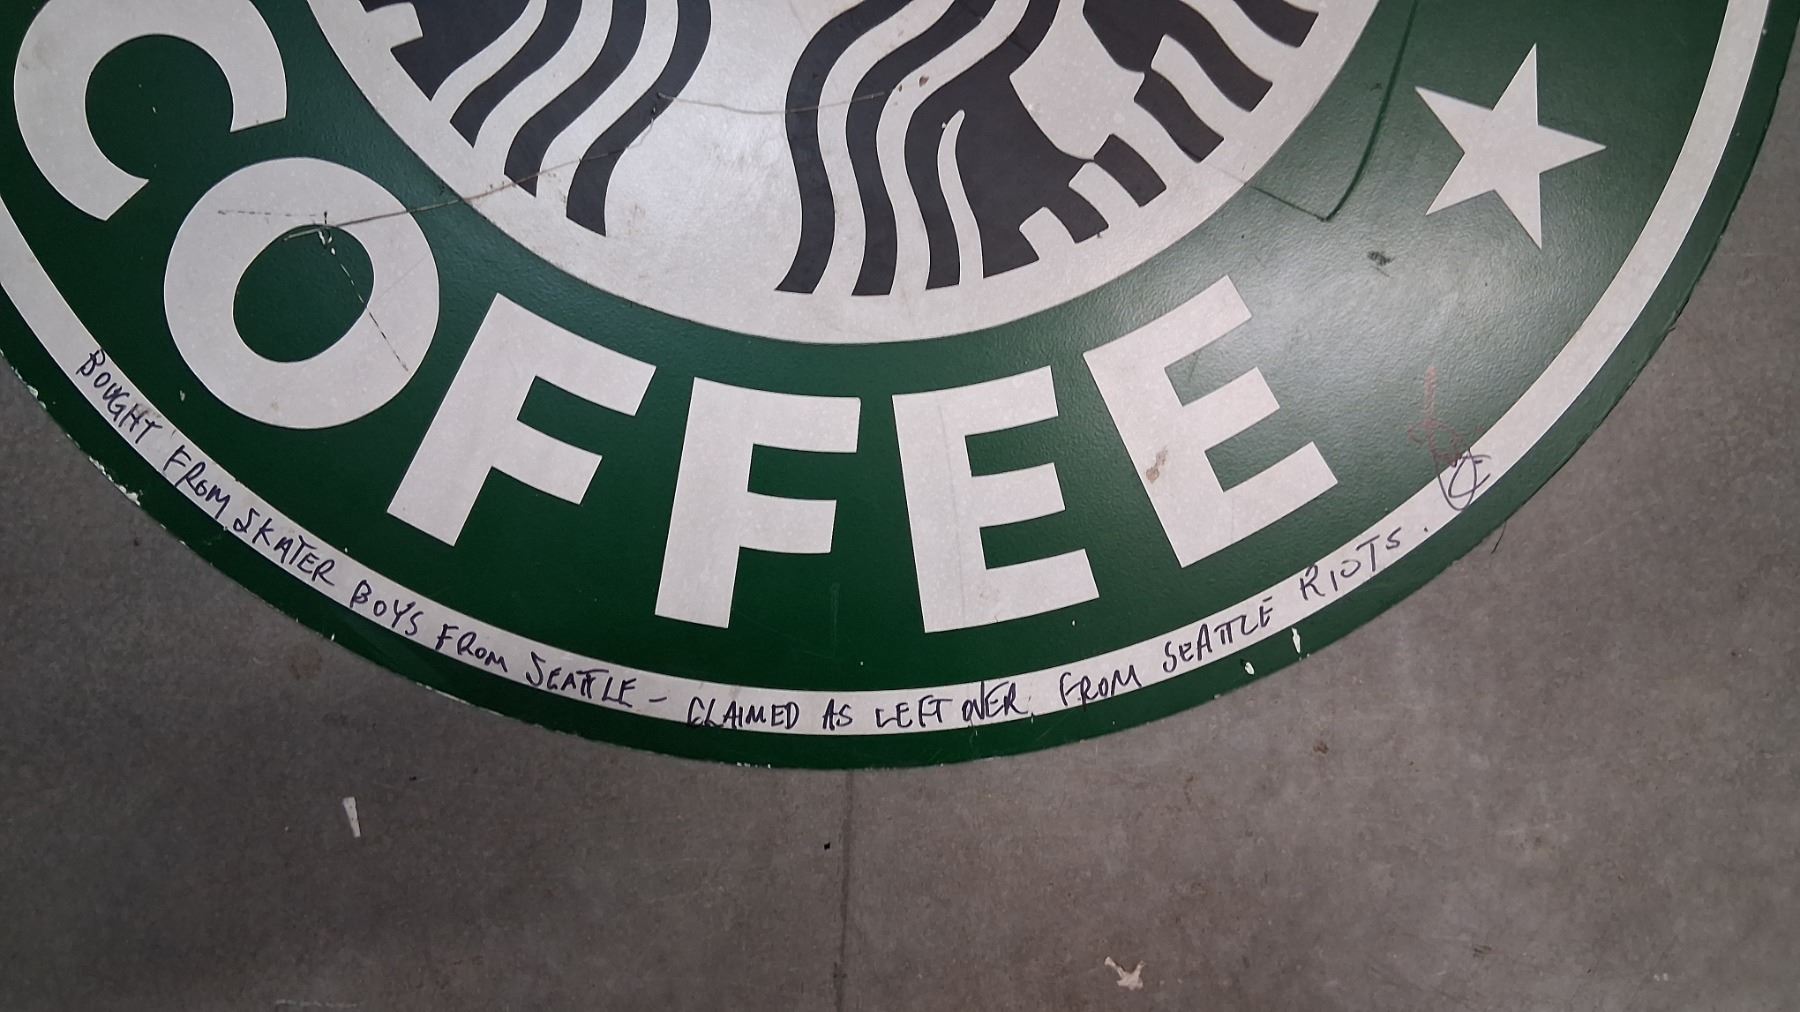 COFFEE
BOUGHT FROM SKATER BOYS FROM SEATTLE - CLAIMED AS LEFT OVER FROM SEATTLE RIOTS.